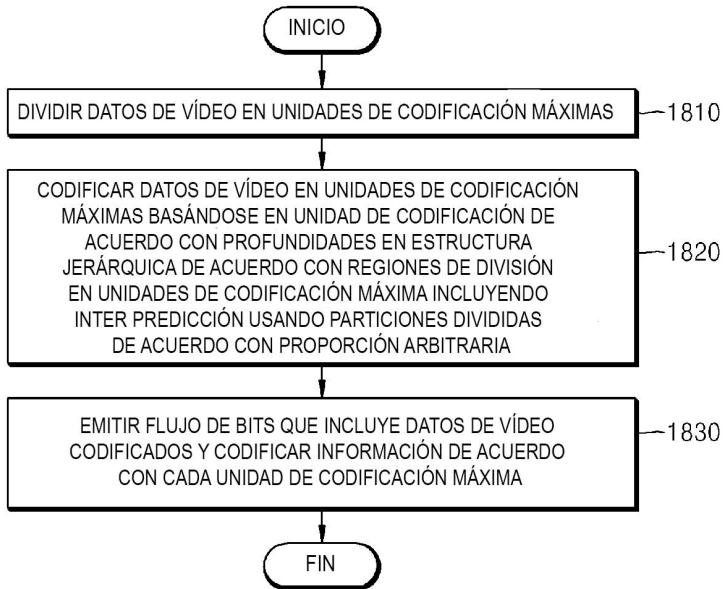 INICIO
DIVIDIR DATOS DE VÍDEO EN UNIDADES DE CODIFICACIÓN MÁXIMAS
1810
CODIFICAR DATOS DE VÍDEO EN UNIDADES DE CODIFICACIÓN
MÁXIMAS BASÁNDOSE EN UNIDAD DE CODIFICACIÓN DE
ACUERDO CON PROFUNDIDADES EN ESTRUCTURA
JERÁRQUICA DE ACUERDO CON REGIONES DE DIVISIÓN
EN UNIDADES DE CODIFICACIÓN MÁXIMA INCLUYENDO
INTER PREDICCIÓN USANDO PARTICIONES DIVIDIDAS
DE ACUERDO CON PROPORCIÓN ARBITRARIA
1820
EMITIR FLUJO DE BITS QUE INCLUYE DATOS DE VÍDEO
CODIFICADOS Y CODIFICAR INFORMACIÓN DE ACUERDO
CON CADA UNIDAD DE CODIFICACIÓN MÁXIMA
1830
FIN